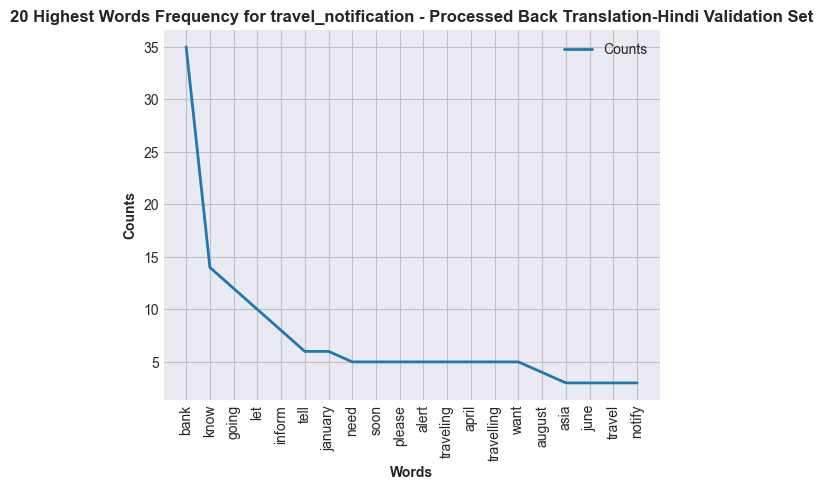 20 Highest Words Frequency for travel_notification - Processed Back Translation-Hindi Validation Set
Counts
35
30
25
20
15
10
5
Counts
bank
know
going
let
inform
tell
january
need
soon
please
alert
traveling
april
travelling
want
august
asia
june
travel
notify
Words